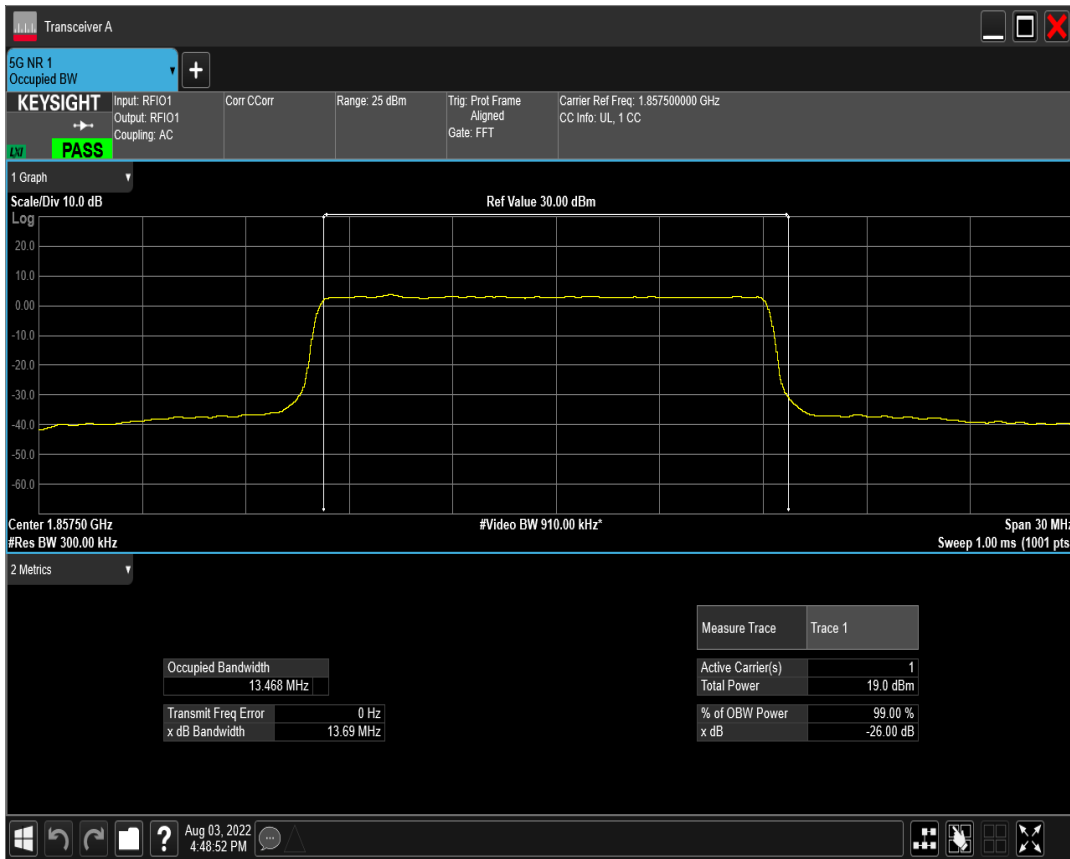 Transceiver A
5G NR 1
Occupied BW
KEYSIGHT
LXI
PASS
Input: RFIO1
Output: RFIO1
Coupling: AC
Corr CCorr
Range: 25 dBm
Trig: Prot Frame
Aligned
Gate: FFT
Carrier Ref Freq: 1.857500000 GHz
CC Info: UL, 1 CC
1 Graph
Scale/Div 10.0 dB
Ref Value 30.00 dBm
Log
20.0
10.0
0.00
-10.0
-20.0
-30.0
-40.0
-50.0
-60.0
Center 1.85750 GHz
#Video BW 910.00 kHz*
Span 30 MHz
#Res BW 300.00 kHz
Sweep 1.00 ms (1001 pts
2 Metrics
Measure Trace Trace 1
Occupied Bandwidth
13.468 MHz
Active Carrier(s) 1
Total Power 19.0 dBm
Transmit Freq Error 0 Hz
x dB Bandwidth 13.69 MHz
% of OBW Power 99.00 %
x dB -26.00 dB
Aug 03, 2022
4:48:52 PM